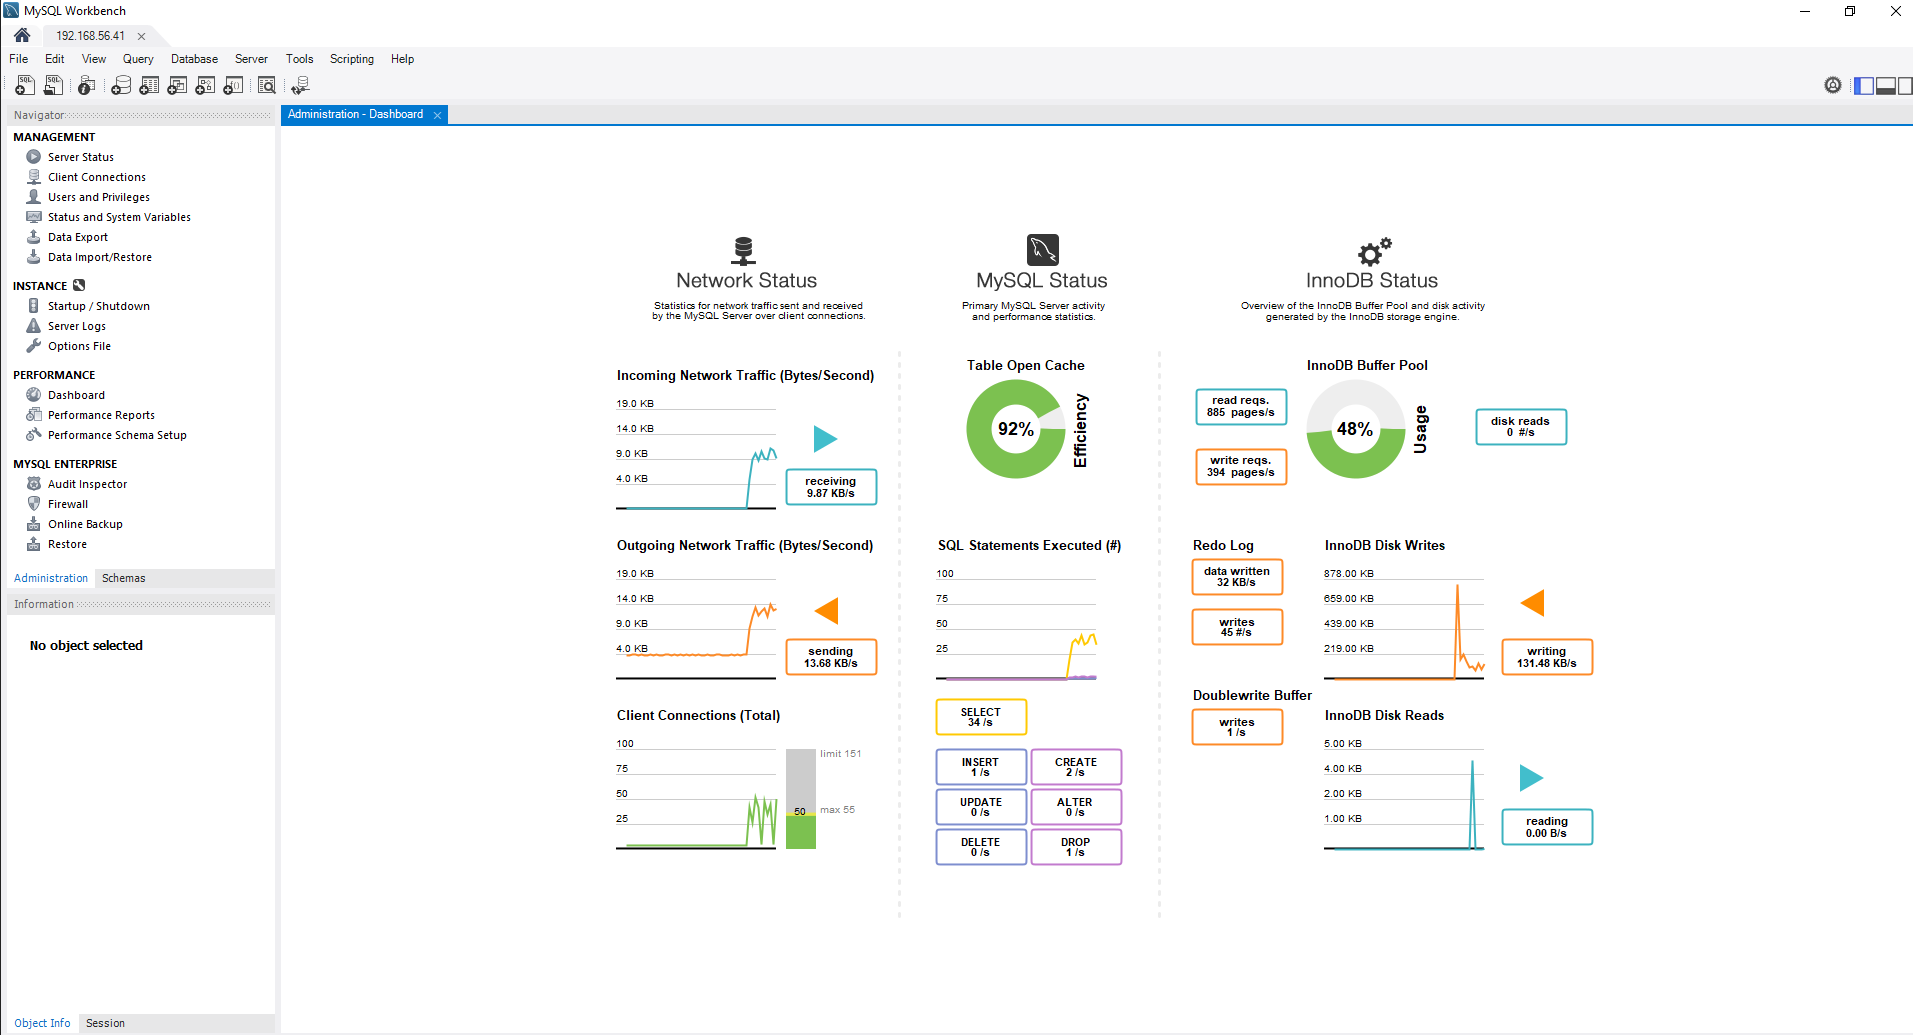 MySQL Workbench
192.168.56.41
File Edit View Query Database Server Tools Scripting Help
Navigator
MANAGEMENT
Server Status
Client Connections
Users and Privileges
Status and System Variables
Data Export
Data Import/Restore
INSTANCE
Startup / Shutdown
Server Logs
Options File
PERFORMANCE
Dashboard
Performance Reports
Performance Schema Setup
MYSQL ENTERPRISE
Audit Inspector
Firewall
Online Backup
Restore
Administration Schemas
Information
No object selected
Object Info Session
Administration - Dashboard
Network Status
Statistics for network traffic sent and received
by the MySQL Server over client connections.
Incoming Network Traffic (Bytes/Second)
19.0 KB
14.0 KB
9.0 KB
4.0 KB
receiving
9.87 KB/s
Outgoing Network Traffic (Bytes/Second)
19.0 KB
14.0 KB
9.0 KB
4.0 KB
sending
13.68 KB/s
Client Connections (Total)
100
75
50
25
limit 151
50
max 55
MySQL Status
Primary MySQL Server activity
and performance statistics.
Table Open Cache
92%
Efficiency
SQL Statements Executed (#)
100
75
50
25
SELECT
34 /s
INSERT
1 /s
CREATE
2 /s
UPDATE
0 /s
ALTER
0 /s
DELETE
0 /s
DROP
1 /s
InnoDB Status
Overview of the InnoDB Buffer Pool and disk activity
generated by the InnoDB storage engine.
InnoDB Buffer Pool
read reqs.
885 pages/s
write reqs.
394 pages/s
48%
Usage
disk reads
0 #/s
Redo Log
data written
32 KB/s
writes
45 #/s
Doublewrite Buffer
writes
1 /s
InnoDB Disk Writes
878.00 KB
659.00 KB
439.00 KB
219.00 KB
writing
131.48 KB/s
InnoDB Disk Reads
5.00 KB
4.00 KB
2.00 KB
1.00 KB
reading
0.00 B/s